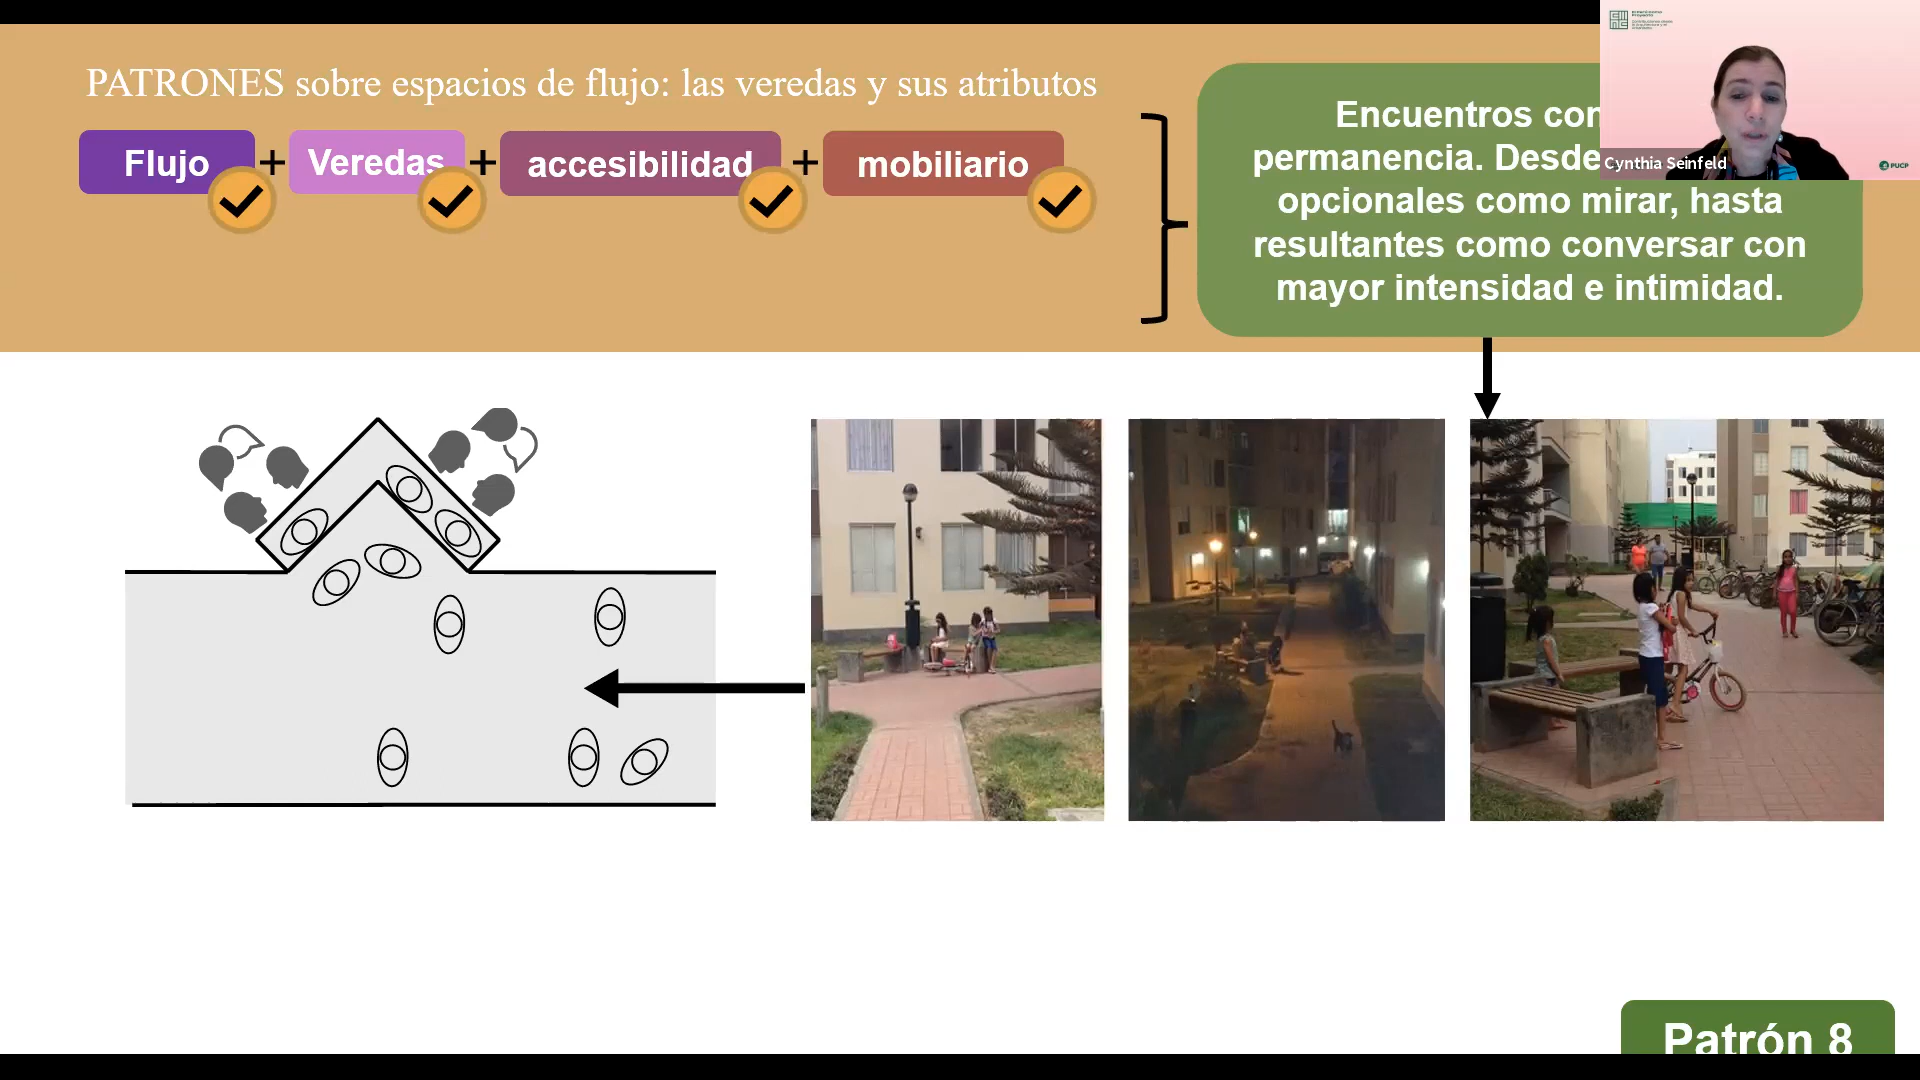 PATRONES sobre espacios de flujo: las veredas y sus atributos
Flujo + Veredas + accesibilidad + mobiliario
Encuentros con
permanencia. Desde
opcionales como mirar, hasta
resultantes como conversar con
mayor intensidad e intimidad.
Cynthia Seinfeld
PUCP
Patrón 8